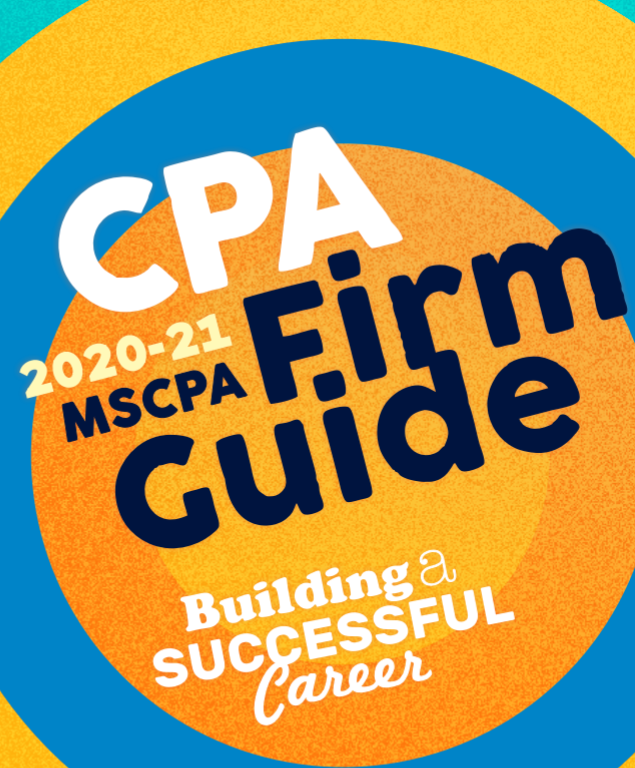 CPA
2020-21
MSCPA
Firm
Guide
Building a
SUCCESSFUL
Career